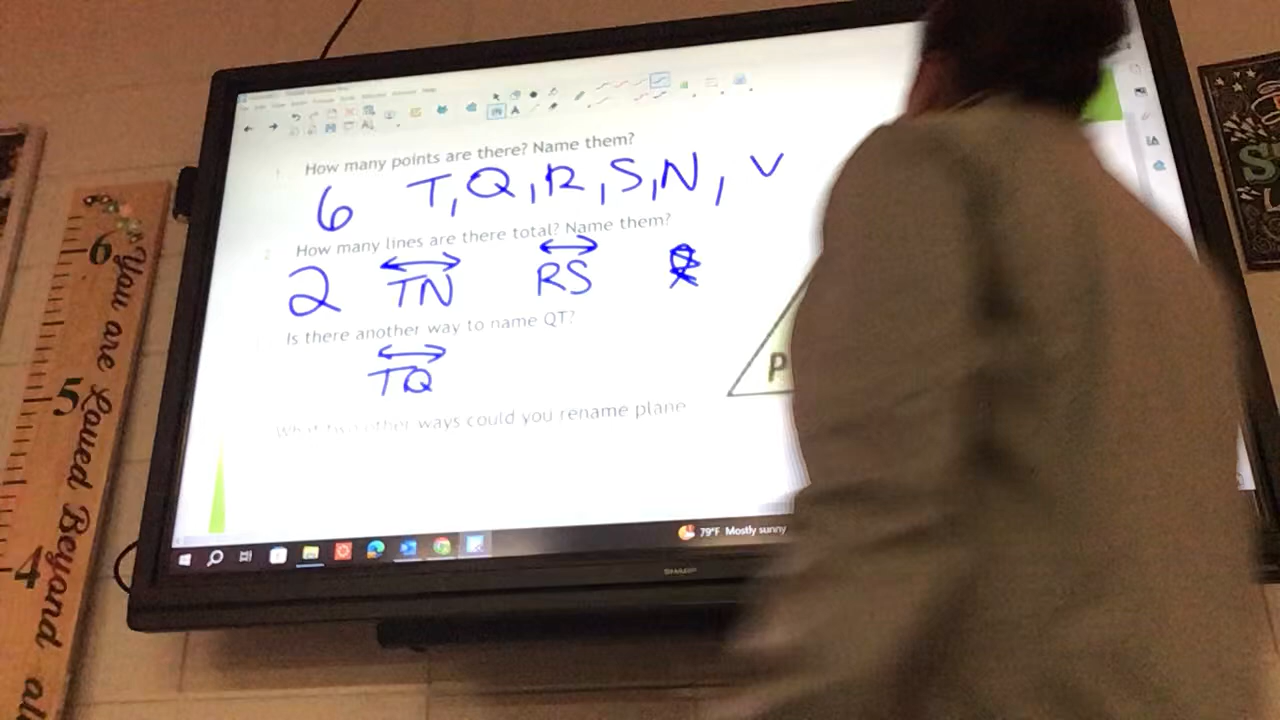 How many points are there? Name them?
6 T, Q, R, S, N, V
2 How many lines are there total? Name them?
2 TN RS
Is there another way to name QT?
TQ
What two other ways could you rename plane
P
79°F Mostly sunny
SHARP
6
5
4
You are Loved Beyond
S